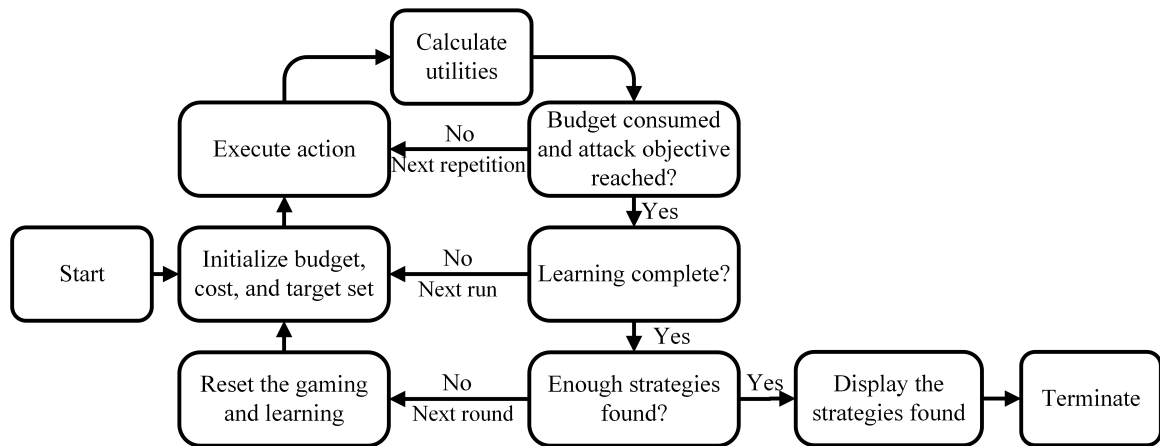 Calculate
utilities
Execute action
No
Next repetition
Budget consumed
and attack objective
reached?
Yes
Start
Initialize budget,
cost, and target set
No
Next run
Learning complete?
Yes
Reset the gaming
and learning
No
Next round
Enough strategies
found?
Yes
Display the
strategies found
Terminate